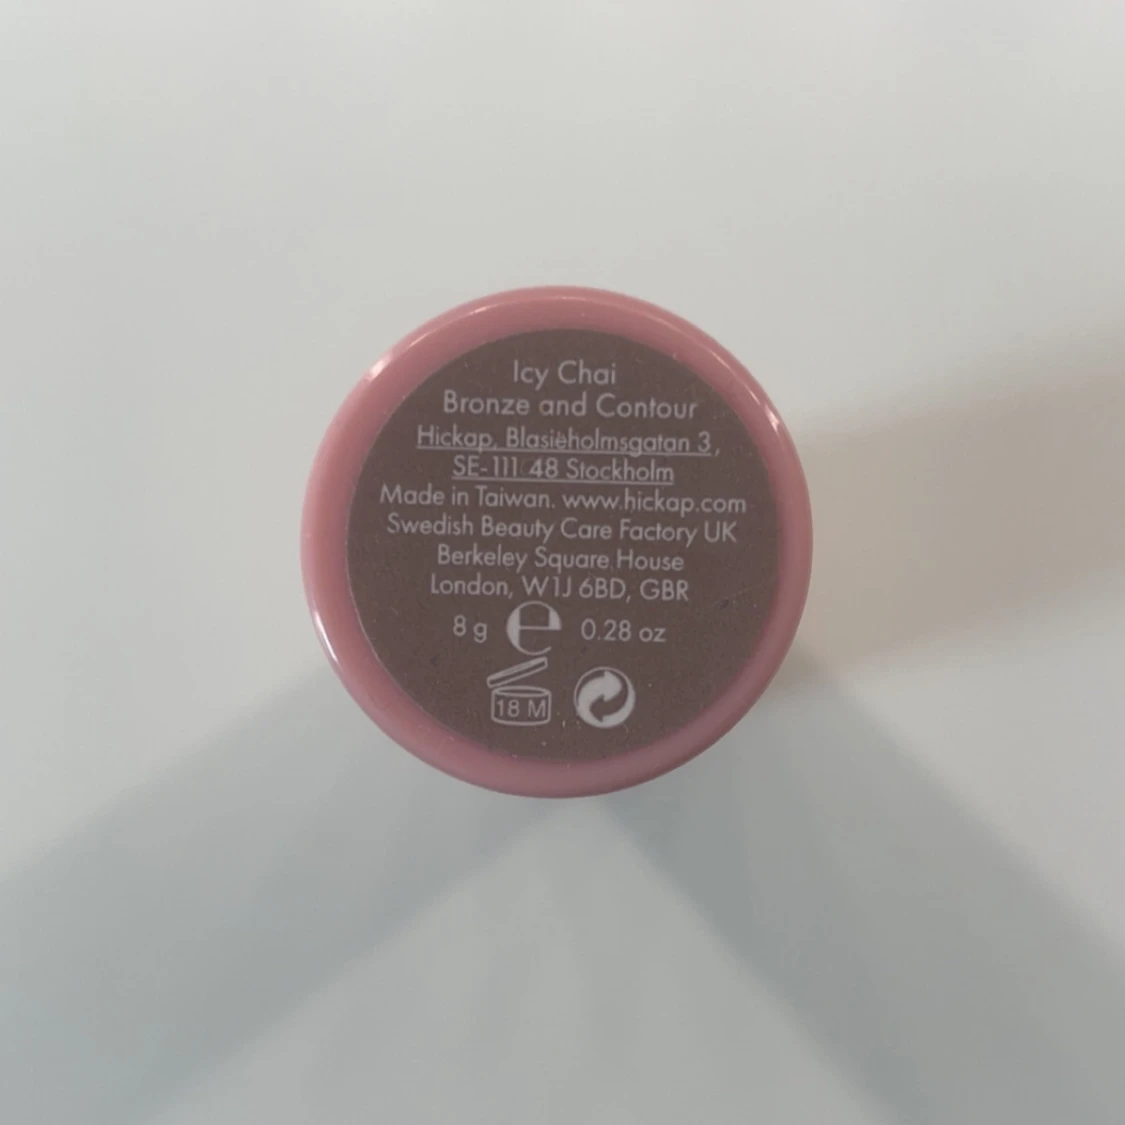 Icy Chai
Bronze and Contour
Hickap, Blasieholmsgatan 3,
SE-111 48 Stockholm
Made in Taiwan. www.hickap.com
Swedish Beauty Care Factory UK
Berkeley Square House
London, W1J 6BD, GBR
8 g e 0.28 oz
18 M